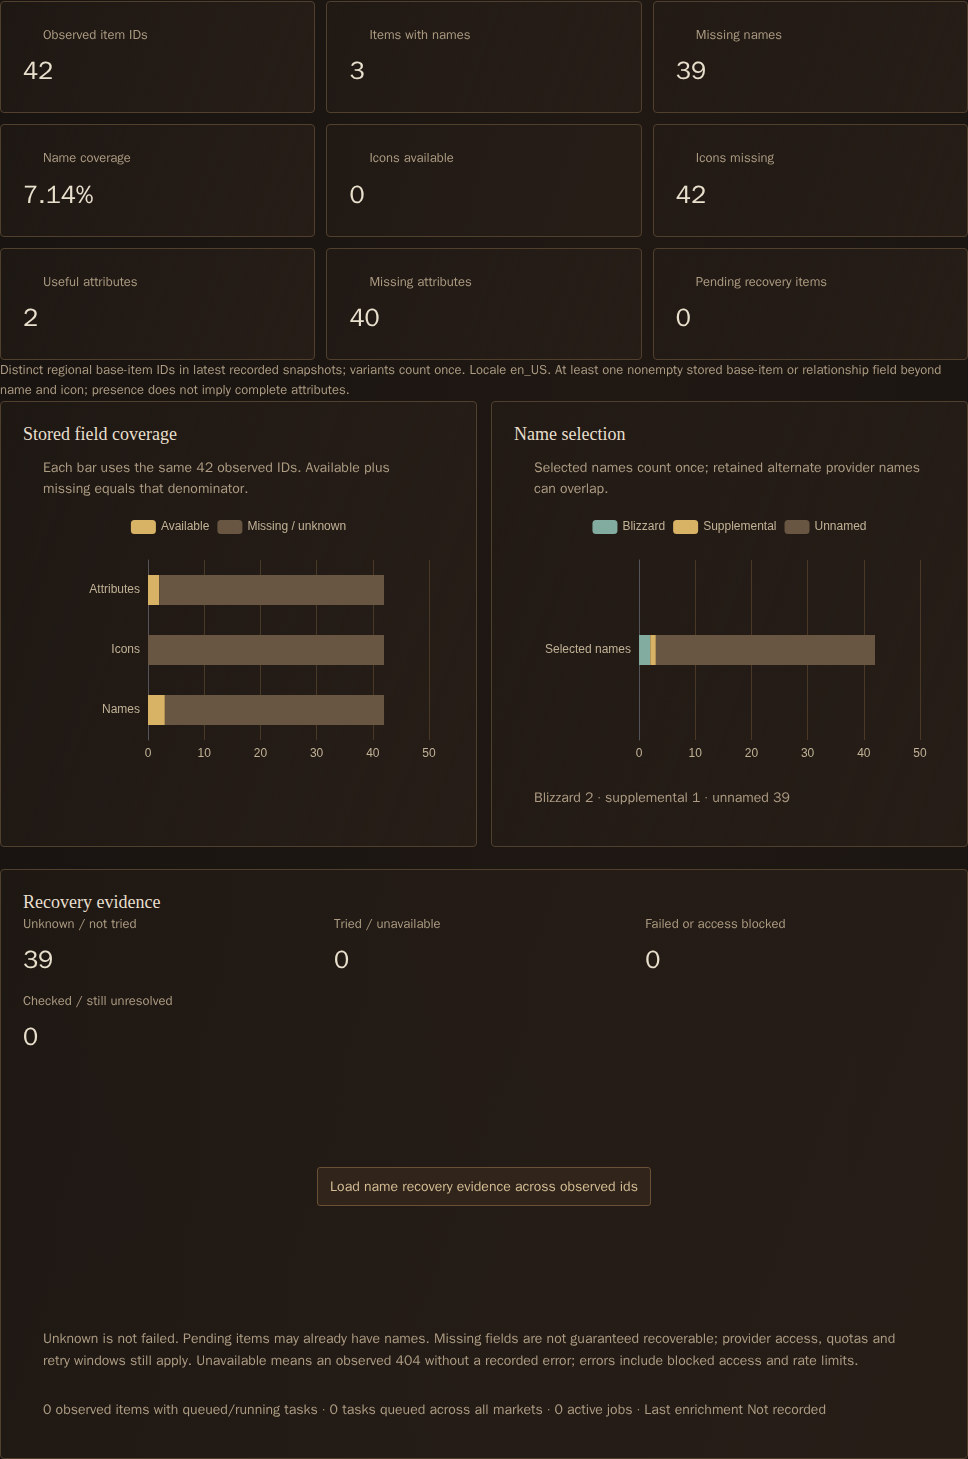 Observed item IDs
42
Items with names
3
Missing names
39
Name coverage
7.14%
Icons available
0
Icons missing
42
Useful attributes
2
Missing attributes
40
Pending recovery items
0
Distinct regional base-item IDs in latest recorded snapshots; variants count once. Locale en_US. At least one nonempty stored base-item or relationship field beyond
name and icon; presence does not imply complete attributes.
Stored field coverage
Each bar uses the same 42 observed IDs. Available plus
missing equals that denominator.
Available
Missing / unknown
Attributes
Icons
Names
0 10 20 30 40 50
Name selection
Selected names count once; retained alternate provider names
can overlap.
Blizzard
Supplemental
Unnamed
Selected names
0 10 20 30 40 50
Blizzard 2 · supplemental 1 · unnamed 39
Recovery evidence
Unknown / not tried
39
Tried / unavailable
0
Failed or access blocked
0
Checked / still unresolved
0
Load name recovery evidence across observed ids
Unknown is not failed. Pending items may already have names. Missing fields are not guaranteed recoverable; provider access, quotas and
retry windows still apply. Unavailable means an observed 404 without a recorded error; errors include blocked access and rate limits.
0 observed items with queued/running tasks · 0 tasks queued across all markets · 0 active jobs · Last enrichment Not recorded